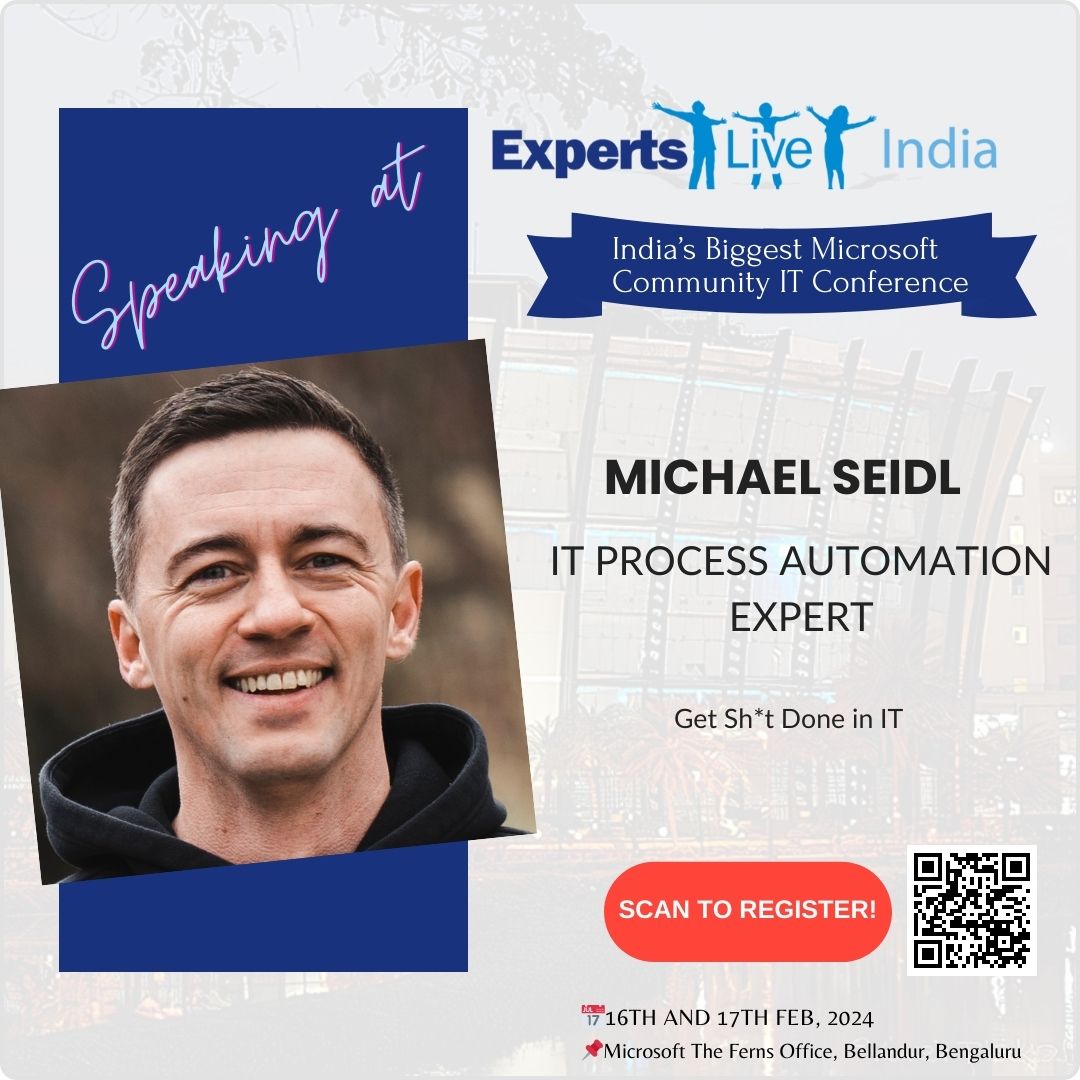 Speaking at
Experts Live India
India's Biggest Microsoft
Community IT Conference
MICHAEL SEIDL
IT PROCESS AUTOMATION
EXPERT
Get Sh*t Done in IT
SCAN TO REGISTER!
📅16TH AND 17TH FEB, 2024
📌Microsoft The Ferns Office, Bellandur, Bengaluru